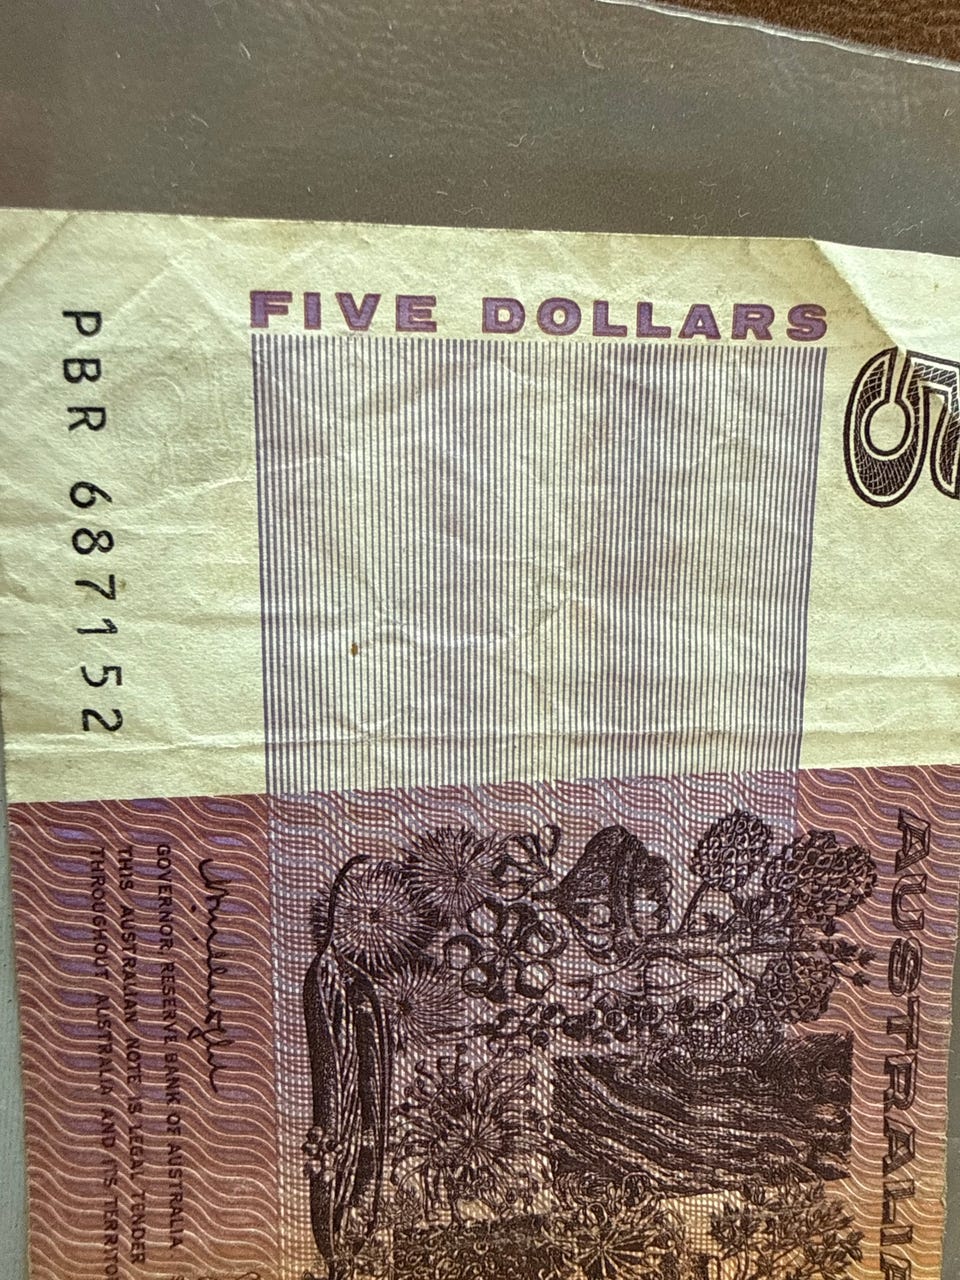 FIVE DOLLARS
5
PBR 687152
AUSTRALIA
GOVERNOR, RESERVE BANK OF AUSTRALIA
THIS AUSTRALIAN NOTE IS LEGAL TENDER
THROUGHOUT AUSTRALIA AND ITS